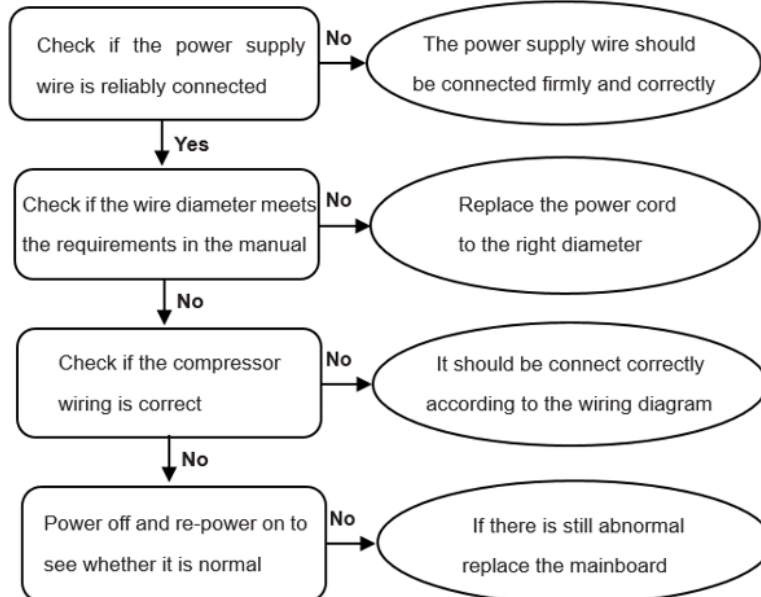 Check if the power supply
wire is reliably connected
No
The power supply wire should
be connected firmly and correctly
Yes
Check if the wire diameter meets
the requirements in the manual
No
Replace the power cord
to the right diameter
No
Check if the compressor
wiring is correct
No
It should be connect correctly
according to the wiring diagram
No
Power off and re-power on to
see whether it is normal
No
If there is still abnormal
replace the mainboard